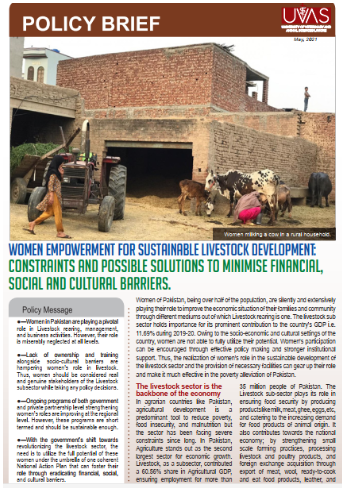 POLICY BRIEF
UVAS
May, 2021
Women milking a cow in a rural household.
WOMEN EMPOWERMENT FOR SUSTAINABLE LIVESTOCK DEVELOPMENT:
CONSTRAINTS AND POSSIBLE SOLUTIONS TO MINIMISE FINANCIAL,
SOCIAL AND CULTURAL BARRIERS.
Policy Message
●—Women in Pakistan are playing a pivotal
role in Livestock rearing, management,
and business activities. However, their role
is miserably neglected at all levels.
●—Lack of ownership and training
alongside socio-cultural barriers are
hampering women's role in livestock.
Thus, women should be considered real
and genuine stakeholders of the Livestock
subsector while taking any policy decisions.
●—Ongoing programs of both government
and private partnership level strengthening
women's roles are improving at the regional
level. However, these programs are short
termed and should be sustainable enough.
●—With the government's shift towards
revolutionizing the livestock sector, the
need is to utilize the full potential of these
women under the umbrella of one coherent
National Action Plan that can foster their
role through eradicating financial, social,
and cultural barriers.
Women of Pakistan, being over half of the population, are silently and extensively
playing their role to improve the economic situation of their families and community
through different mediums out of which Livestock rearing is one. The livestock sub
sector holds importance for its prominent contribution to the country's GDP i.e.
11.69% during 2019-20. Owing to the socio-economic and cultural settings of the
country, women are not able to fully utilize their potential. Women's participation
can be encouraged through effective policy making and stronger institutional
support. Thus, the realization of women's role in the sustainable development of
the livestock sector and the provision of necessary facilities can gear up their role
and make it much effective in the poverty alleviation of Pakistan.
The livestock sector is the
backbone of the economy
In agrarian countries like Pakistan,
agricultural development is a
predominant tool to reduce poverty,
food insecurity, and malnutrition but
the sector has been facing severe
constraints since long. In Pakistan,
Agriculture stands out as the second
largest sector of economic growth.
Livestock, as a subsector, contributed
a 60.56% share in Agricultural GDP,
ensuring employment for more than
35 million people of Pakistan. The
Livestock sub-sector plays its role in
ensuring food security by producing
products like milk, meat, ghee, eggs, etc,
and catering to the increasing demand
for food products of animal origin. It
also contributes towards the national
economy; by strengthening small
scale farming practices, processing
livestock and poultry products, and
foreign exchange acquisition through
export of meat, wool, ready-to-cook
and eat food products, leather, and